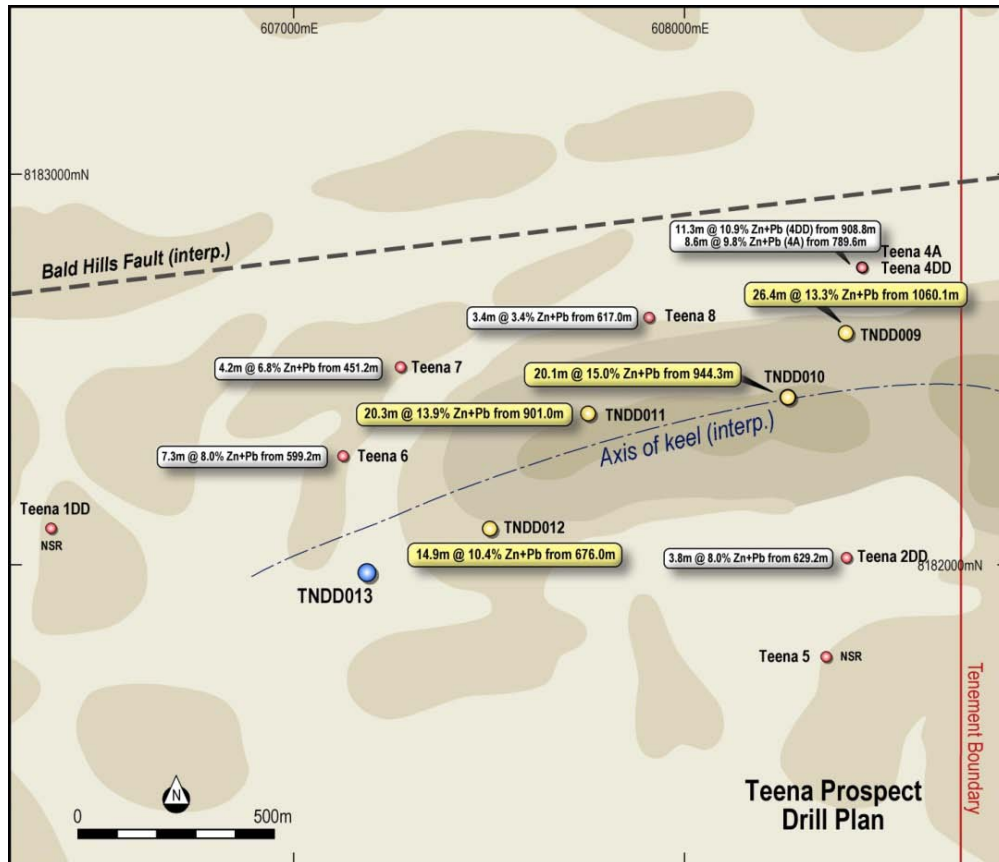 607000mE
608000mE
8183000mN
Bald Hills Fault (interp.)
11.3m @ 10.9% Zn+Pb (4DD) from 908.8m
8.6m @ 9.8% Zn+Pb (4A) from 789.6m
Teena 4A
Teena 4DD
26.4m @ 13.3% Zn+Pb from 1060.1m
3.4m @ 3.4% Zn+Pb from 617.0m
Teena 8
TNDD009
4.2m @ 6.8% Zn+Pb from 451.2m
Teena 7
20.1m @ 15.0% Zn+Pb from 944.3m
TNDD010
20.3m @ 13.9% Zn+Pb from 901.0m
TNDD011
Axis of keel (interp.)
7.3m @ 8.0% Zn+Pb from 599.2m
Teena 6
Teena 1DD
NSR
TNDD012
14.9m @ 10.4% Zn+Pb from 676.0m
3.8m @ 8.0% Zn+Pb from 629.2m
Teena 2DD
8182000mN
TNDD013
Teena 5
NSR
Tenement Boundary
N
0
500m
Teena Prospect
Drill Plan